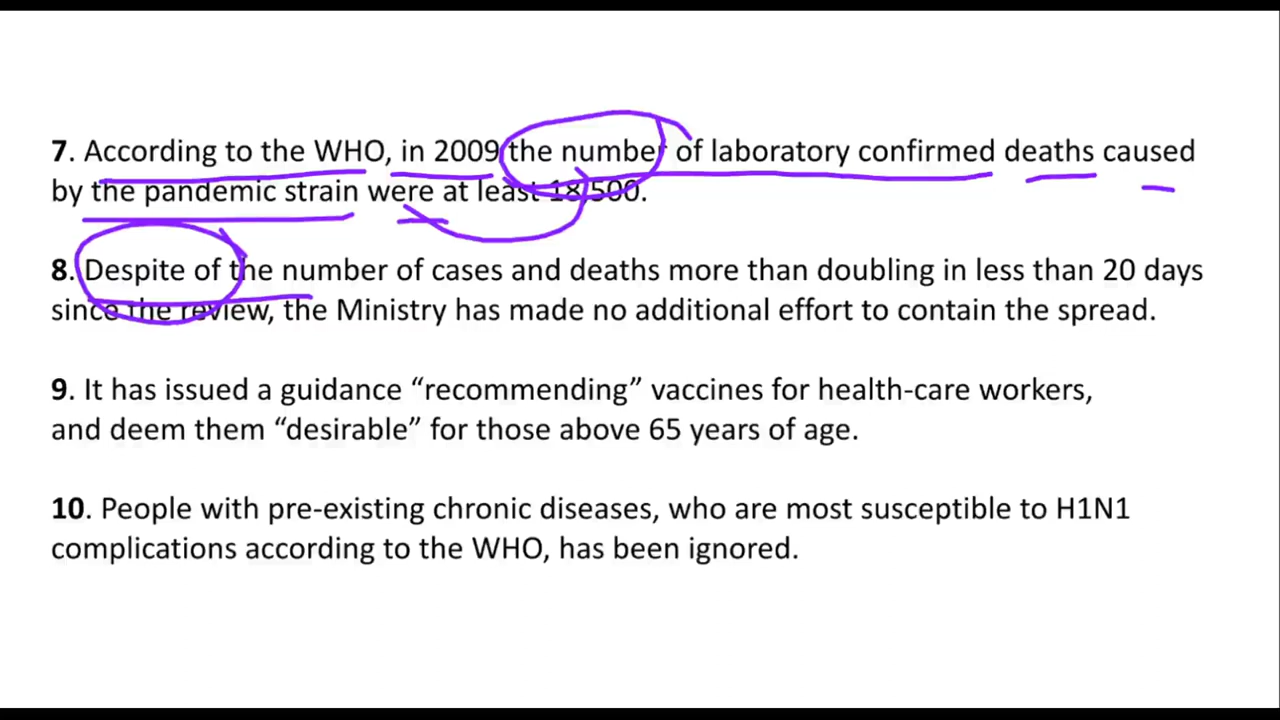 7. According to the WHO, in 2009 the number of laboratory confirmed deaths caused
by the pandemic strain were at least 18,500.
8. Despite of the number of cases and deaths more than doubling in less than 20 days
since the review, the Ministry has made no additional effort to contain the spread.
9. It has issued a guidance “recommending” vaccines for health-care workers,
and deem them “desirable” for those above 65 years of age.
10. People with pre-existing chronic diseases, who are most susceptible to H1N1
complications according to the WHO, has been ignored.